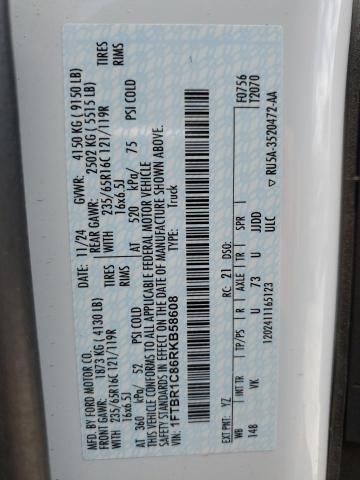 MFD. BY FORD MOTOR CO.
DATE: 11/24 GVWR: 4150 KG ( 9150 LB)
FRONT GAWR: 1873 KG ( 4130 LB) REAR GAWR: 2502 KG ( 5515 LB)
WITH 235/65R16C 121/119R TIRES WITH 235/65R16C 121/119R TIRES
16x6.5J RIMS 16x6.5J RIMS
AT 360 kPa/ 52 PSI COLD AT 520 kPa/ 75 PSI COLD
THIS VEHICLE CONFORMS TO ALL APPLICABLE FEDERAL MOTOR VEHICLE
SAFETY AND THEFT PREVENTION STANDARDS IN EFFECT ON THE DATE OF MANUFACTURE SHOWN ABOVE.
VIN: 1FTBR1C86RKB58608 TYPE: Truck
F0756
12070
EXT PNT: YZ RC: 21 DSO:
WB INT TR TP/PS R AXLE TR SPR
148 VK U 73 U JJDD
1202411165123 ULC
RU5A-3520472-AA